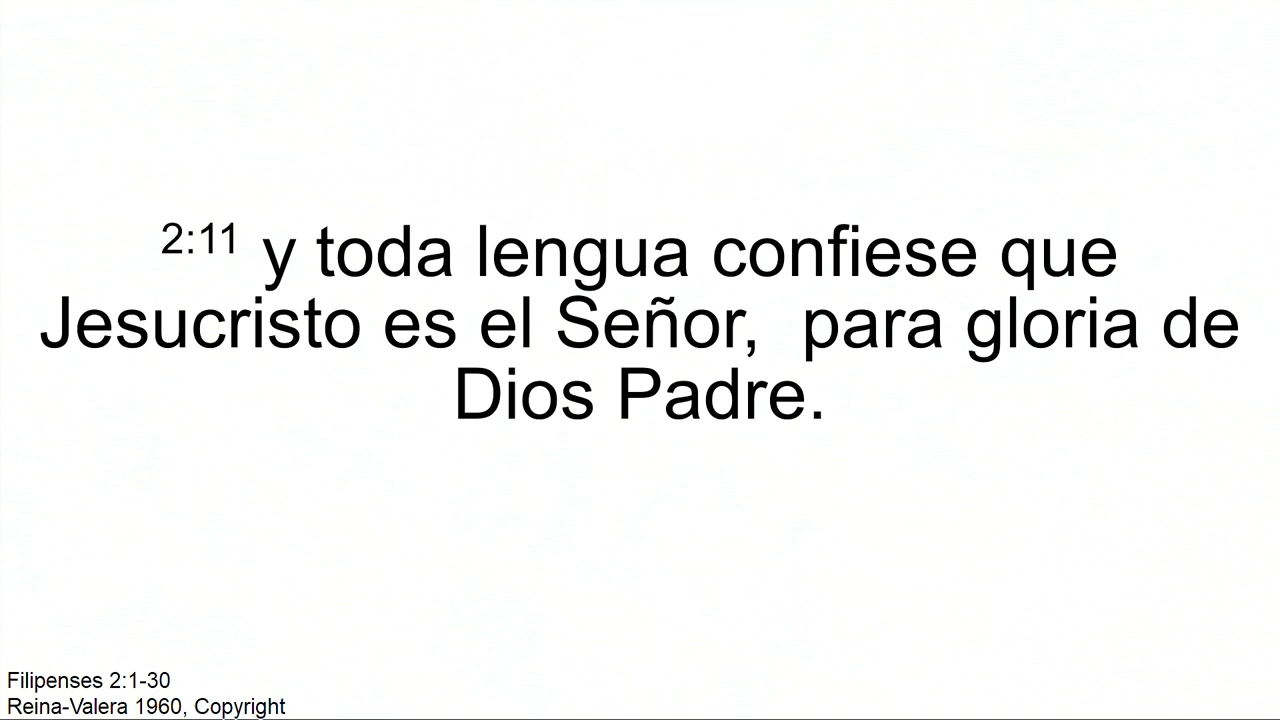 2:11 y toda lengua confiese que
Jesucristo es el Señor,  para gloria de
Dios Padre.
Filipenses 2:1-30
Reina-Valera 1960, Copyright